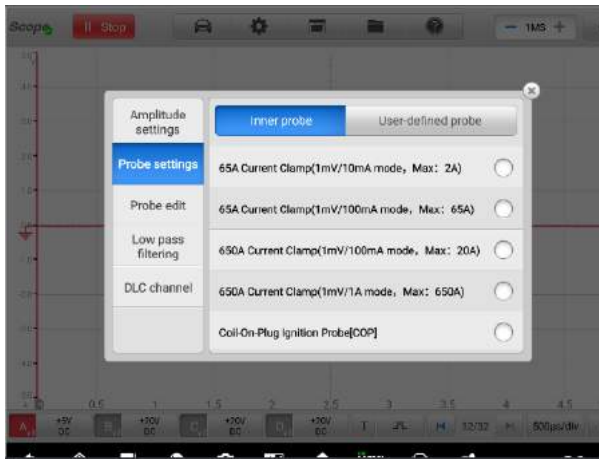 Scope
Stop
1MS
Amplitude settings
Inner probe
User-defined probe
Probe settings
65A Current Clamp(1mV/10mA mode, Max: 2A)
Probe edit
65A Current Clamp(1mV/100mA mode, Max: 65A)
Low pass filtering
650A Current Clamp(1mV/100mA mode, Max: 20A)
DLC channel
650A Current Clamp(1mV/1A mode, Max: 650A)
Coil-On-Plug Ignition Probe[COP]
0.5 1 1.5 2 2.5 3 3.5 4 4.5
A +5V DC B +20V DC C +20V DC D +20V DC T 32/32 500μs/div